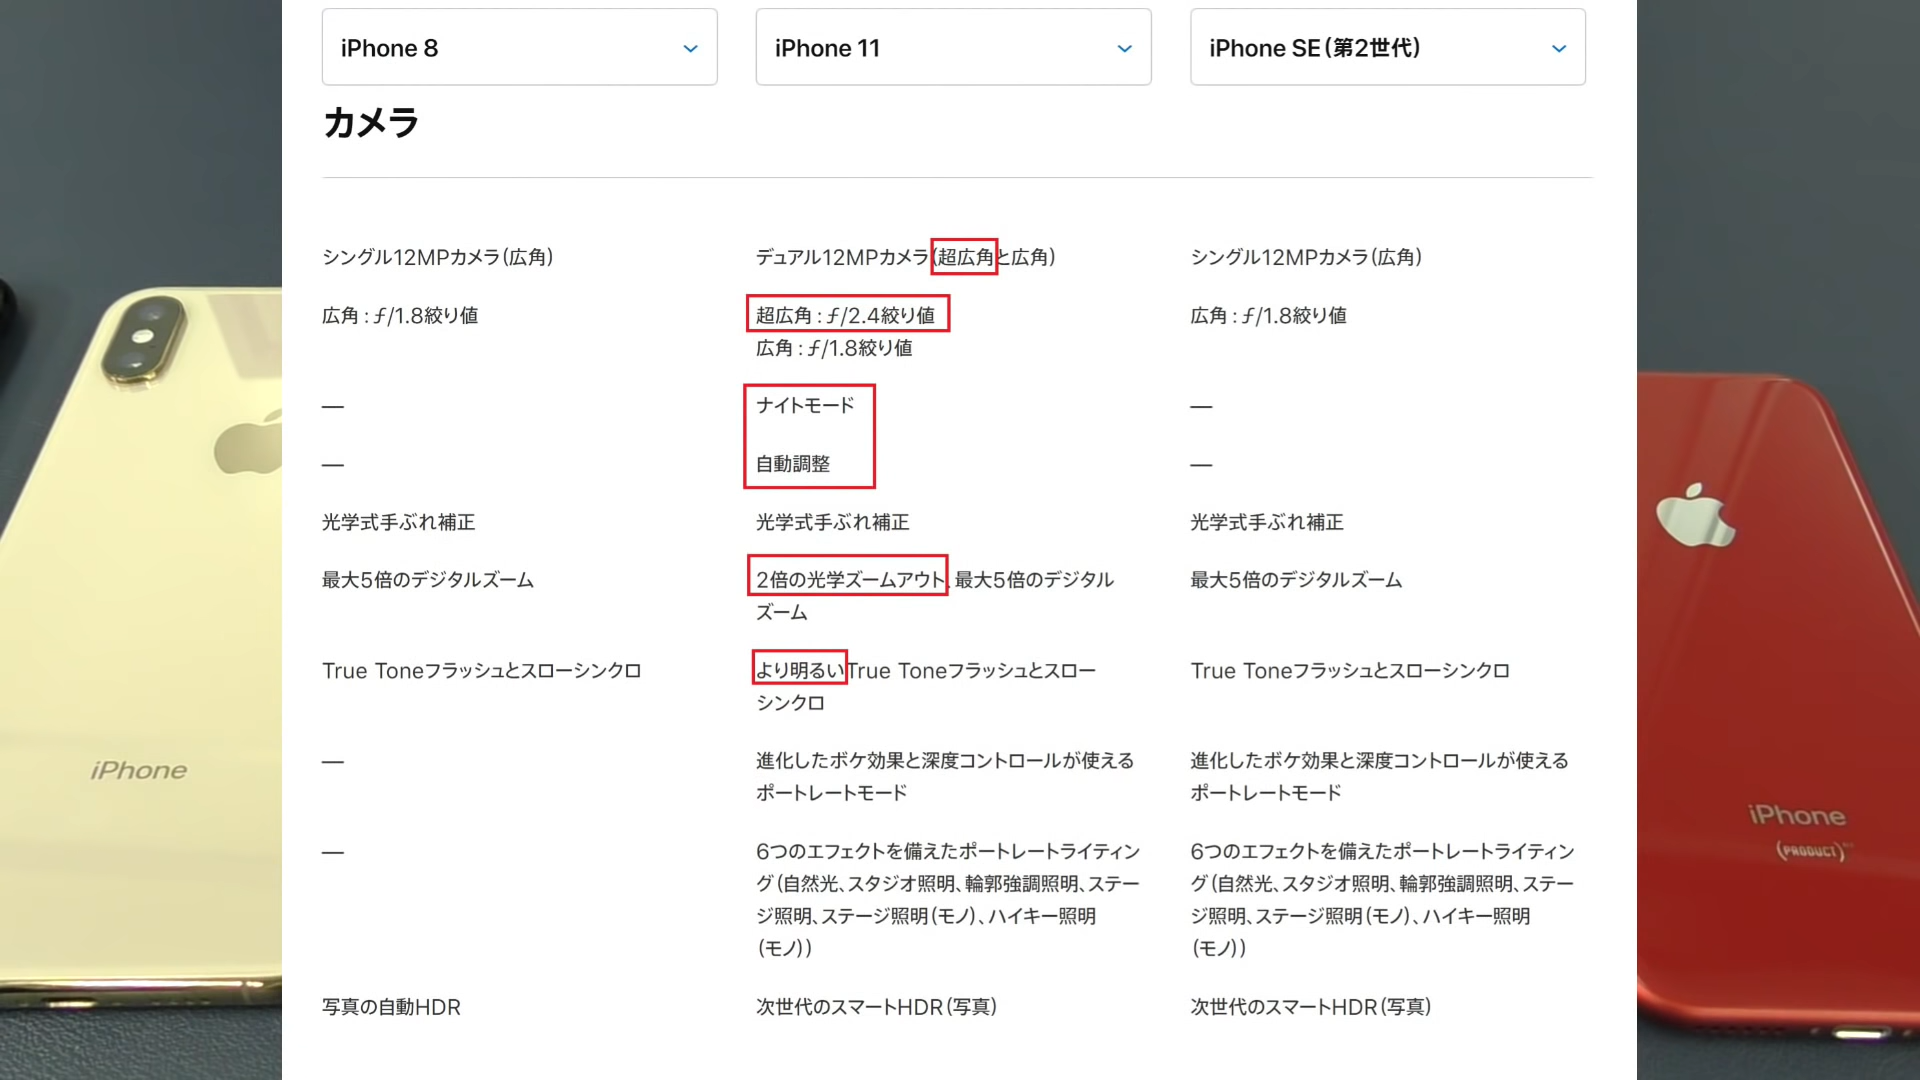 iPhone 8
iPhone 11
iPhone SE（第2世代）
カメラ
シングル12MPカメラ（広角）
デュアル12MPカメラ（超広角と広角）
シングル12MPカメラ（広角）
広角：ƒ/1.8絞り値
超広角：ƒ/2.4絞り値
広角：ƒ/1.8絞り値
広角：ƒ/1.8絞り値
—
ナイトモード
—
—
自動調整
—
光学式手ぶれ補正
光学式手ぶれ補正
光学式手ぶれ補正
最大5倍のデジタルズーム
2倍の光学ズームアウト、最大5倍のデジタル
ズーム
最大5倍のデジタルズーム
True Toneフラッシュとスローシンクロ
より明るいTrue Toneフラッシュとスロー
シンクロ
True Toneフラッシュとスローシンクロ
—
進化したボケ効果と深度コントロールが使える
ポートレートモード
進化したボケ効果と深度コントロールが使える
ポートレートモード
—
6つのエフェクトを備えたポートレートライティン
グ（自然光、スタジオ照明、輪郭強調照明、ステー
ジ照明、ステージ照明（モノ）、ハイキー照明
（モノ））
6つのエフェクトを備えたポートレートライティン
グ（自然光、スタジオ照明、輪郭強調照明、ステー
ジ照明、ステージ照明（モノ）、ハイキー照明
（モノ））
写真の自動HDR
次世代のスマートHDR（写真）
次世代のスマートHDR（写真）
iPhone
iPhone
(PRODUCT)